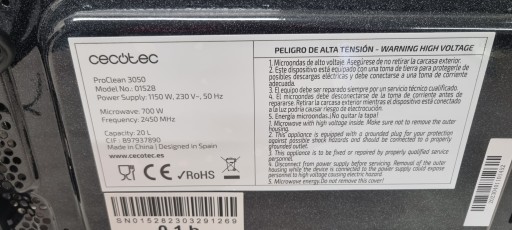 cecotec
ProClean 3050
Model No.: 01528
Power Supply: 1150 W, 230 V~, 50 Hz
Microwave: 700 W
Frequency: 2450 MHz
Capacity: 20 L
CIF: B97937890
Made in China | Designed in Spain
www.cecotec.es
CE ✓RoHS
PELIGRO DE ALTA TENSIÓN - WARNING HIGH VOLTAGE
1. Microondas de alto voltaje. Asegúrese de no retirar la carcasa exterior.
2. Este dispositivo está equipado con una toma de tierra para protegerle de
posibles descargas eléctricas y debe conectarse a una toma de corriente
adecuada.
3. El equipo debe ser reparado siempre por un servicio técnico cualificado.
4. El microondas debe desconectarse de la toma de corriente antes de
repararse. Retirar la carcasa exterior mientras el dispositivo está conectado
a la luz podría causar riesgo de electrocución.
5. Energía microondas. ¡No quitar la tapa!
1. Microwave with high voltage inside. Make sure not to remove the outer
housing.
2. This appliance is equipped with a grounded plug for your protection
against possible shock hazards and should be connected to a properly
grounded outlet.
3. This appliance is to be fixed or repaired by properly qualified service
personnel.
4. Disconnect from power supply before servicing. Removal of the outer
housing while the device is connected to the power supply could expose
personnel to high voltage causing electric hazard
5. Microwave energy. Do not remove this cover!
SN015282303291269